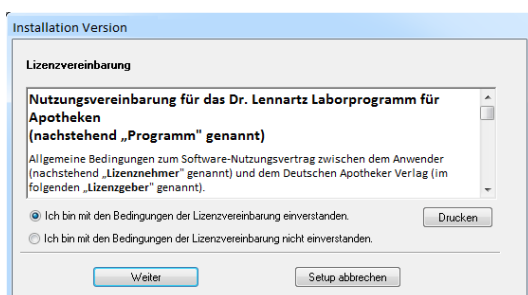 Installation Version
Lizenzvereinbarung
Nutzungsvereinbarung für das Dr. Lennartz Laborprogramm für
Apotheken
(nachstehend „Programm" genannt)
Allgemeine Bedingungen zum Software-Nutzungsvertrag zwischen dem Anwender
(nachstehend „Lizenznehmer" genannt) und dem Deutschen Apotheker Verlag (im
folgenden „Lizenzgeber" genannt).
Ich bin mit den Bedingungen der Lizenzvereinbarung einverstanden.
Drucken
Ich bin mit den Bedingungen der Lizenzvereinbarung nicht einverstanden.
Weiter
Setup abbrechen